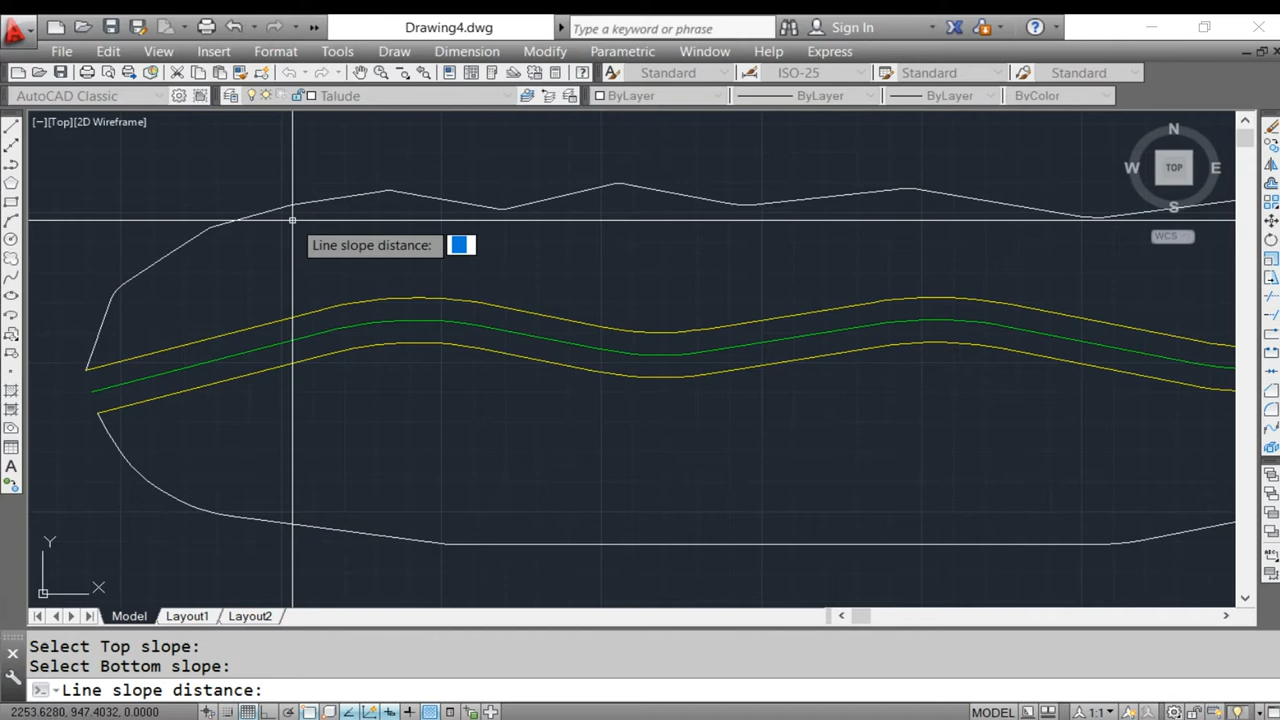 Drawing4.dwg
Type a keyword or phrase
Sign In
File Edit View Insert Format Tools Draw Dimension Modify Parametric Window Help Express
Standard ISO-25 Standard Standard
AutoCAD Classic Talude ByLayer ByLayer ByLayer ByColor
[−][Top][2D Wireframe]
N
W TOP E
S
WCS
Line slope distance:
Y
X
Model Layout1 Layout2
Select Top slope:
Select Bottom slope:
Line slope distance:
2253.6280, 947.4032, 0.0000 MODEL 1:1